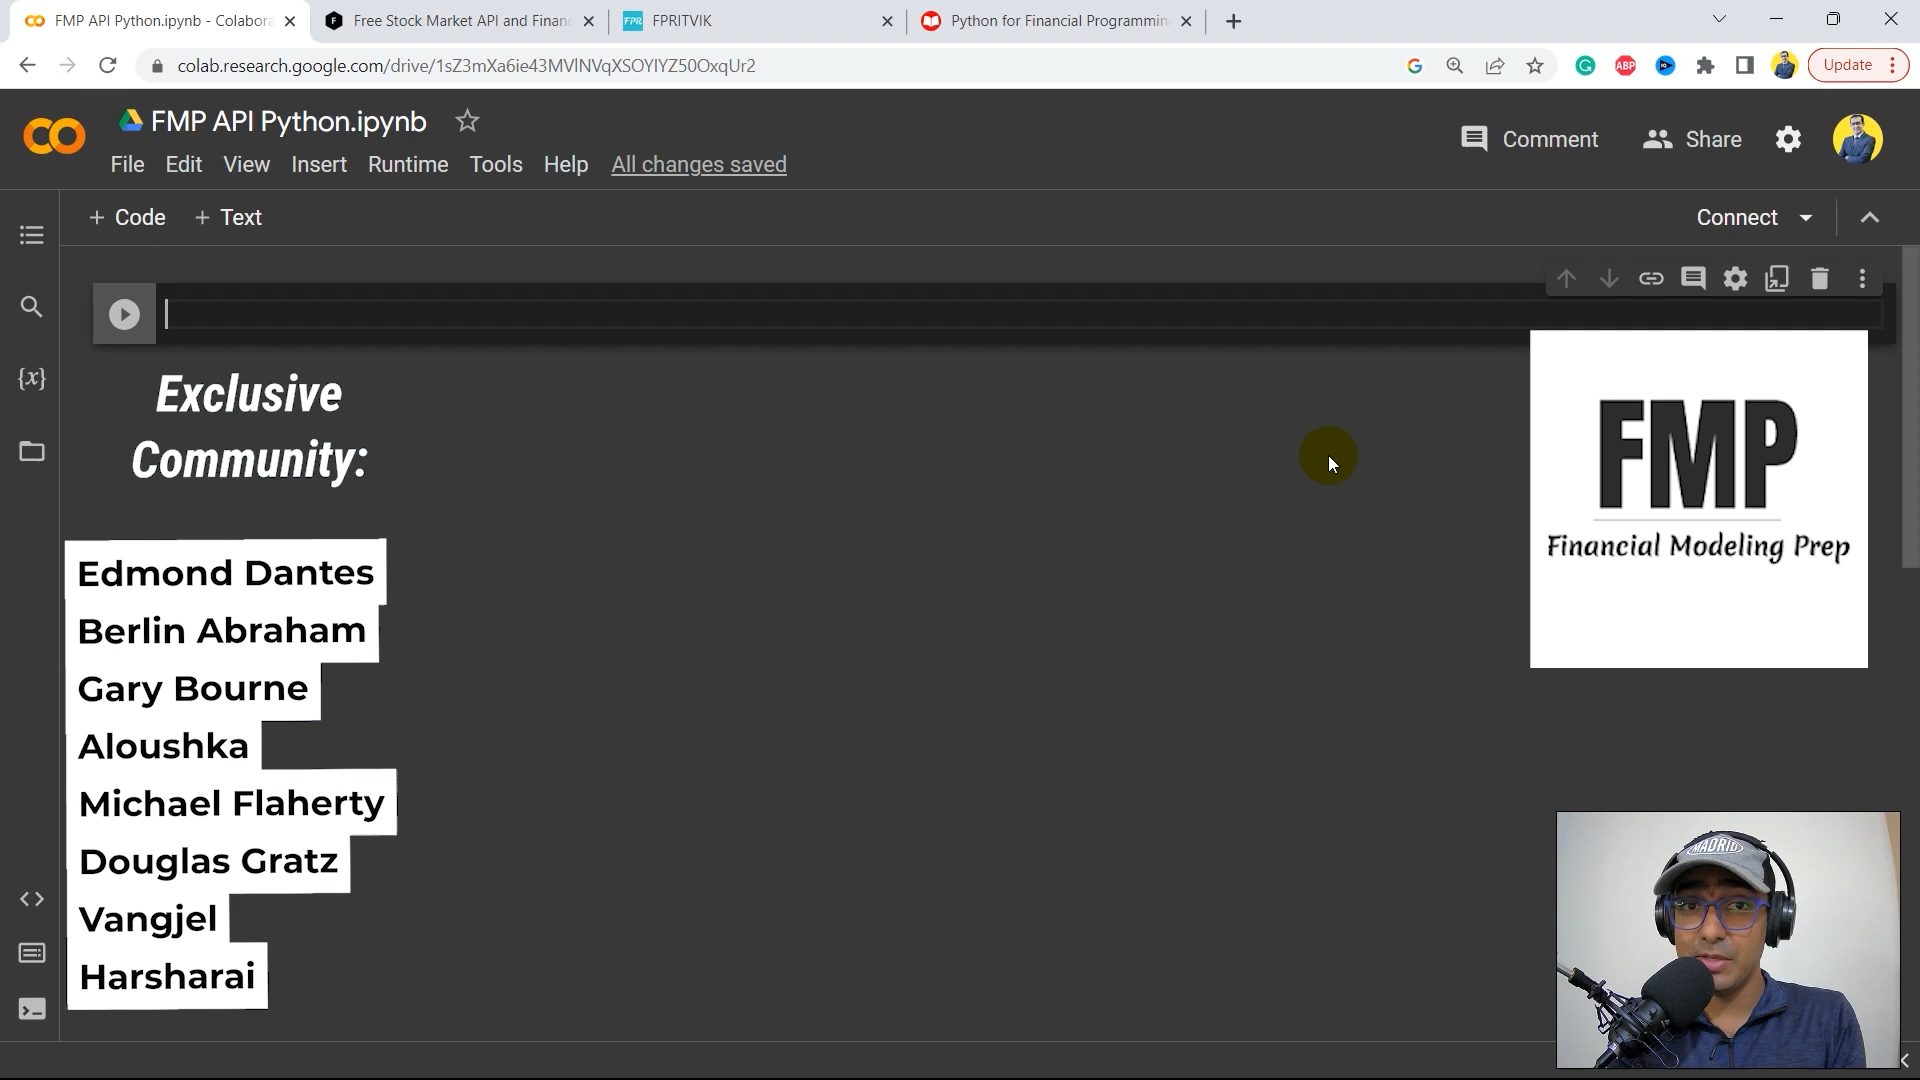 FMP API Python.ipynb - Colabora
Free Stock Market API and Financ
FPR
FPRITVIK
Python for Financial Programmin
colab.research.google.com/drive/1sZ3mXa6ie43MVlNVqXSOYlYZ50OxqUr2
ABP
Update
FMP API Python.ipynb
Comment
Share
File Edit View Insert Runtime Tools Help All changes saved
+ Code + Text
Connect
{x}
Exclusive
Community:
FMP
Financial Modeling Prep
Edmond Dantes
Berlin Abraham
Gary Bourne
Aloushka
Michael Flaherty
Douglas Gratz
Vangjel
Harsharai
MADRID